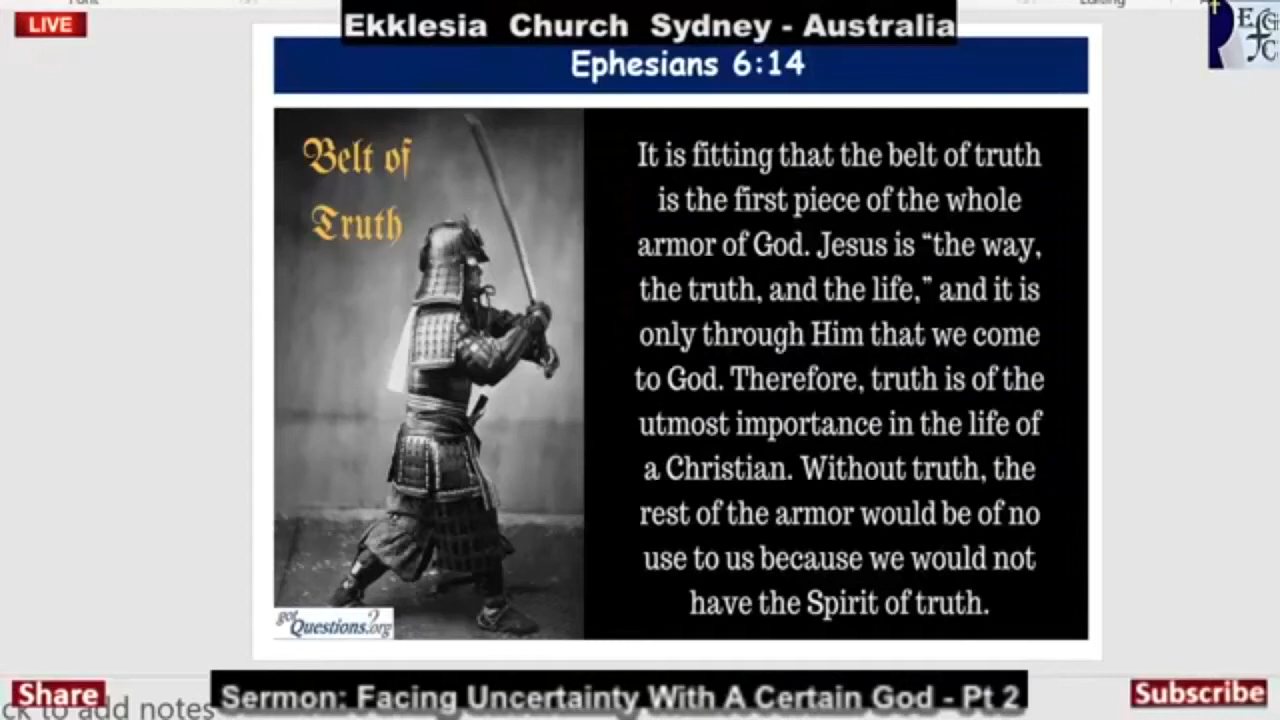 Editing
LIVE
Ekklesia Church Sydney - Australia
Ephesians 6:14
Belt of
Truth
It is fitting that the belt of truth
is the first piece of the whole
armor of God. Jesus is “the way,
the truth, and the life,” and it is
only through Him that we come
to God. Therefore, truth is of the
utmost importance in the life of
a Christian. Without truth, the
rest of the armor would be of no
use to us because we would not
have the Spirit of truth.
got
Questions?.org
Share
ck to add notes
Sermon: Facing Uncertainty With A Certain God - Pt 2
Subscribe